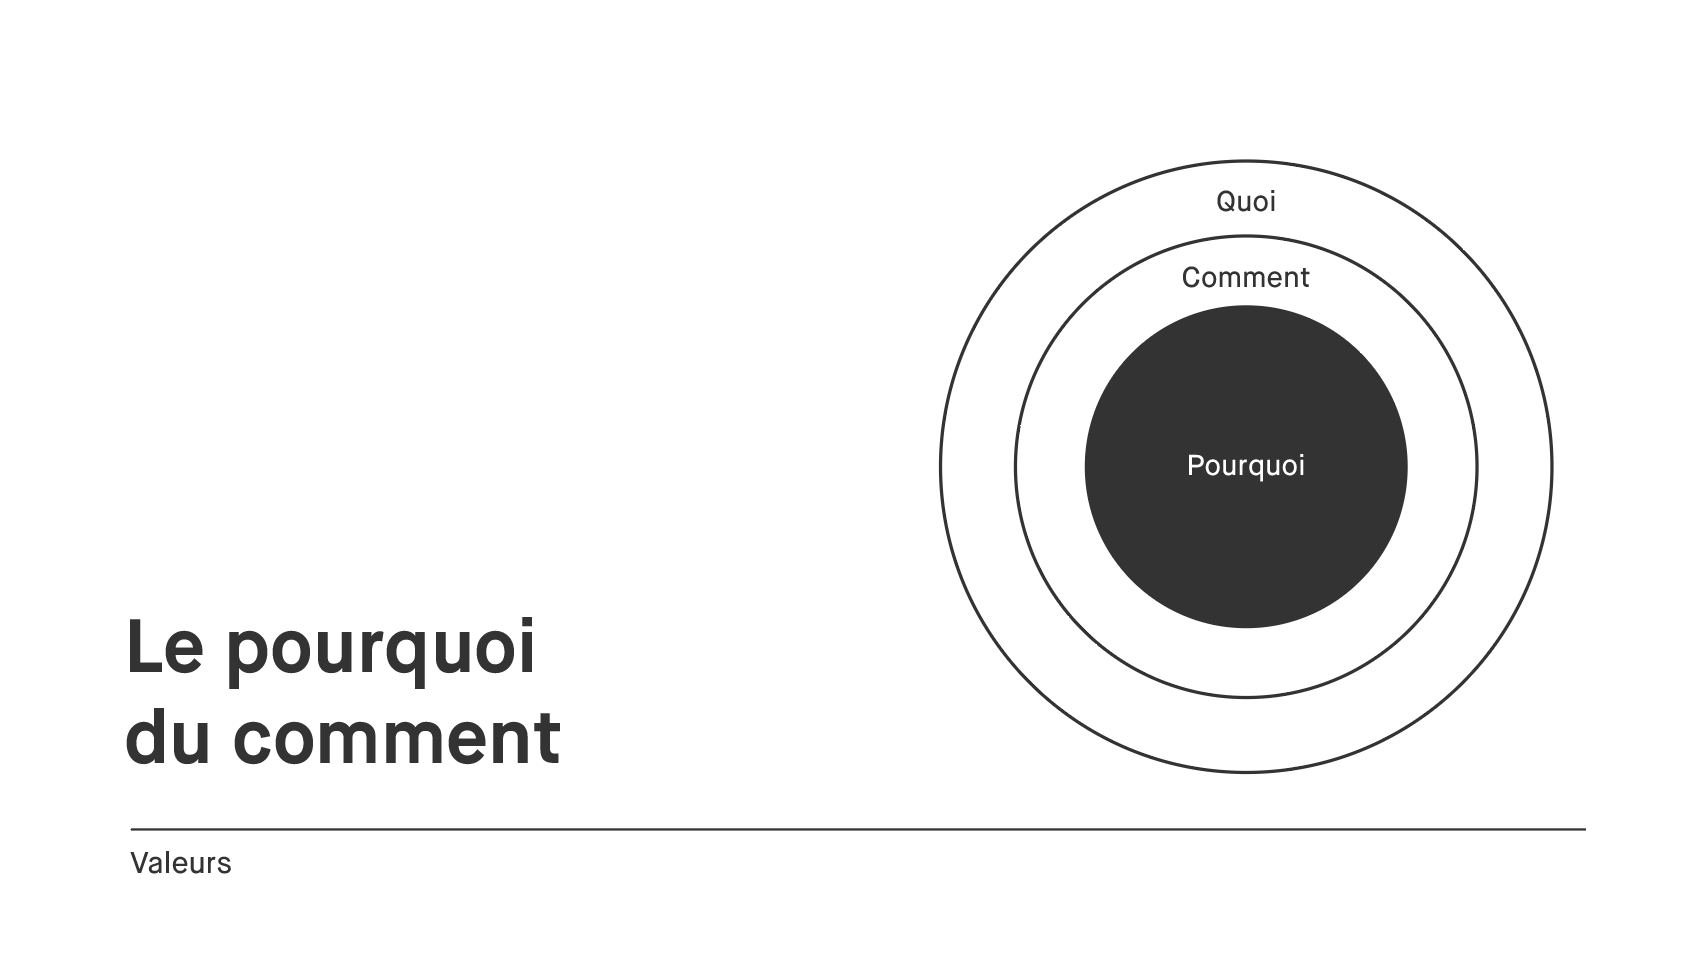 Quoi
Comment
Pourquoi
Le pourquoi
du comment
Valeurs